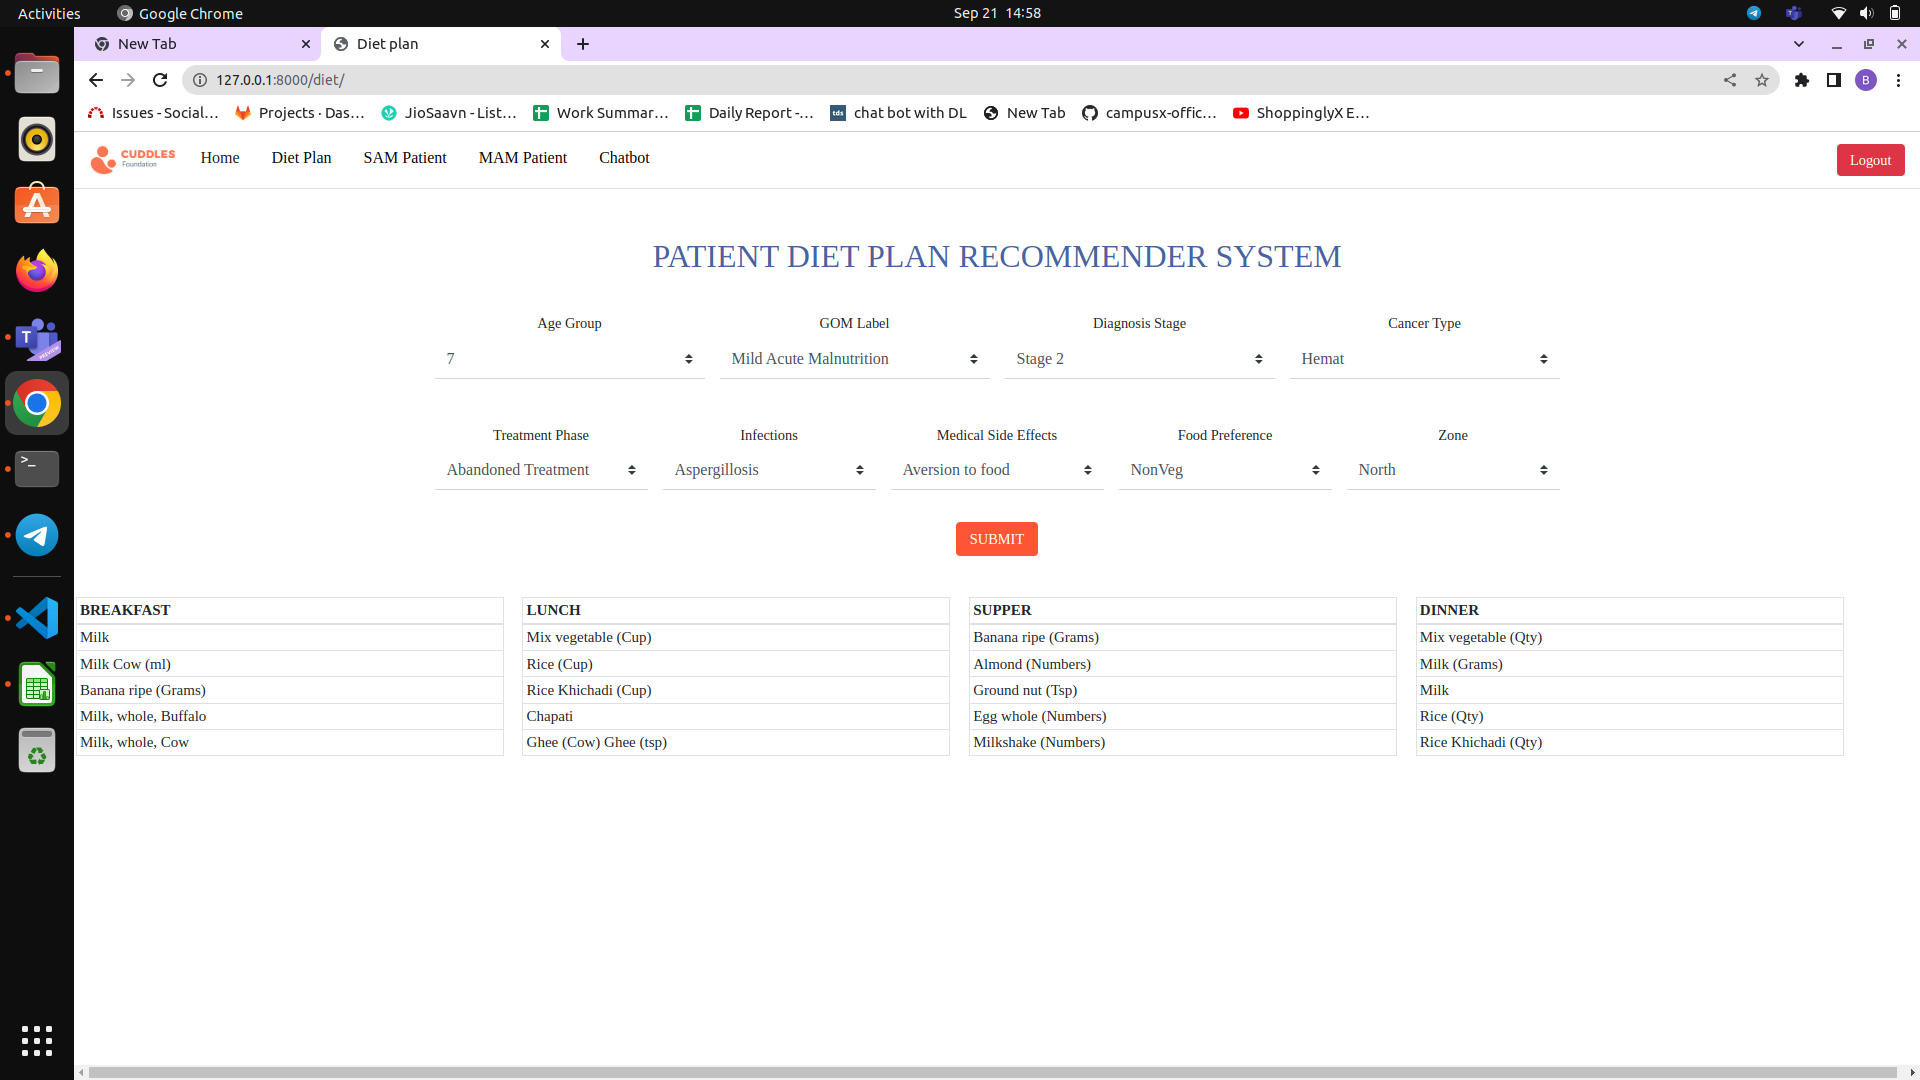 Activities
Google Chrome
Sep 21 14:58
New Tab
Diet plan
127.0.0.1:8000/diet/
B
Issues - Social...
Projects · Das...
JioSaavn - List...
Work Summar...
Daily Report -...
tds chat bot with DL
New Tab
campusx-offic...
ShoppinglyX E...
CUDDLES
Foundation
Home
Diet Plan
SAM Patient
MAM Patient
Chatbot
Logout
PATIENT DIET PLAN RECOMMENDER SYSTEM
Age Group
GOM Label
Diagnosis Stage
Cancer Type
7
Mild Acute Malnutrition
Stage 2
Hemat
Treatment Phase
Infections
Medical Side Effects
Food Preference
Zone
Abandoned Treatment
Aspergillosis
Aversion to food
NonVeg
North
SUBMIT
BREAKFAST
Milk
Milk Cow (ml)
Banana ripe (Grams)
Milk, whole, Buffalo
Milk, whole, Cow
LUNCH
Mix vegetable (Cup)
Rice (Cup)
Rice Khichadi (Cup)
Chapati
Ghee (Cow) Ghee (tsp)
SUPPER
Banana ripe (Grams)
Almond (Numbers)
Ground nut (Tsp)
Egg whole (Numbers)
Milkshake (Numbers)
DINNER
Mix vegetable (Qty)
Milk (Grams)
Milk
Rice (Qty)
Rice Khichadi (Qty)